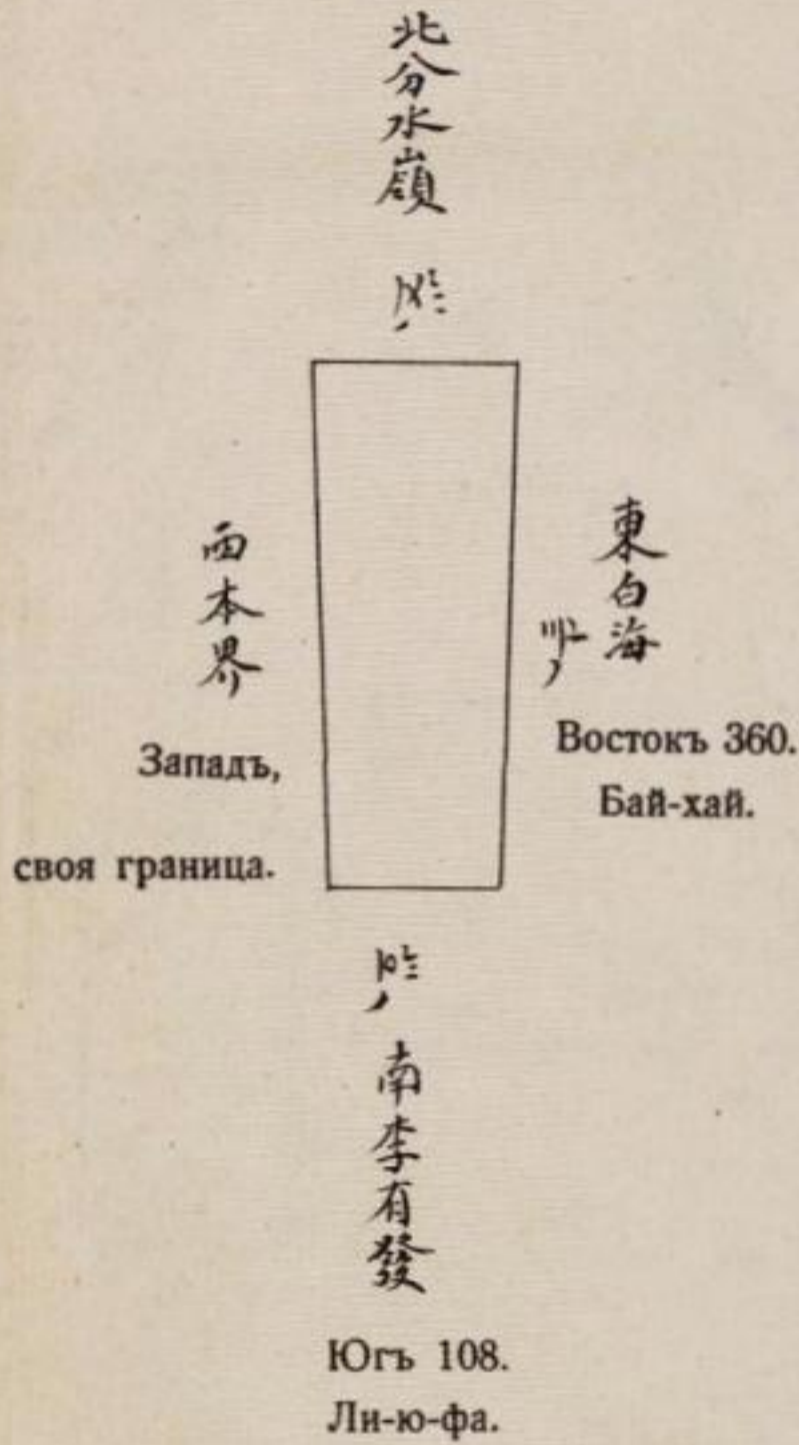 北分水嶺
西本界
東白海
Западъ,
своя граница.
Востокъ 360.
Бай-хай.
南李有發
Югъ 108.
Ли-ю-фа.